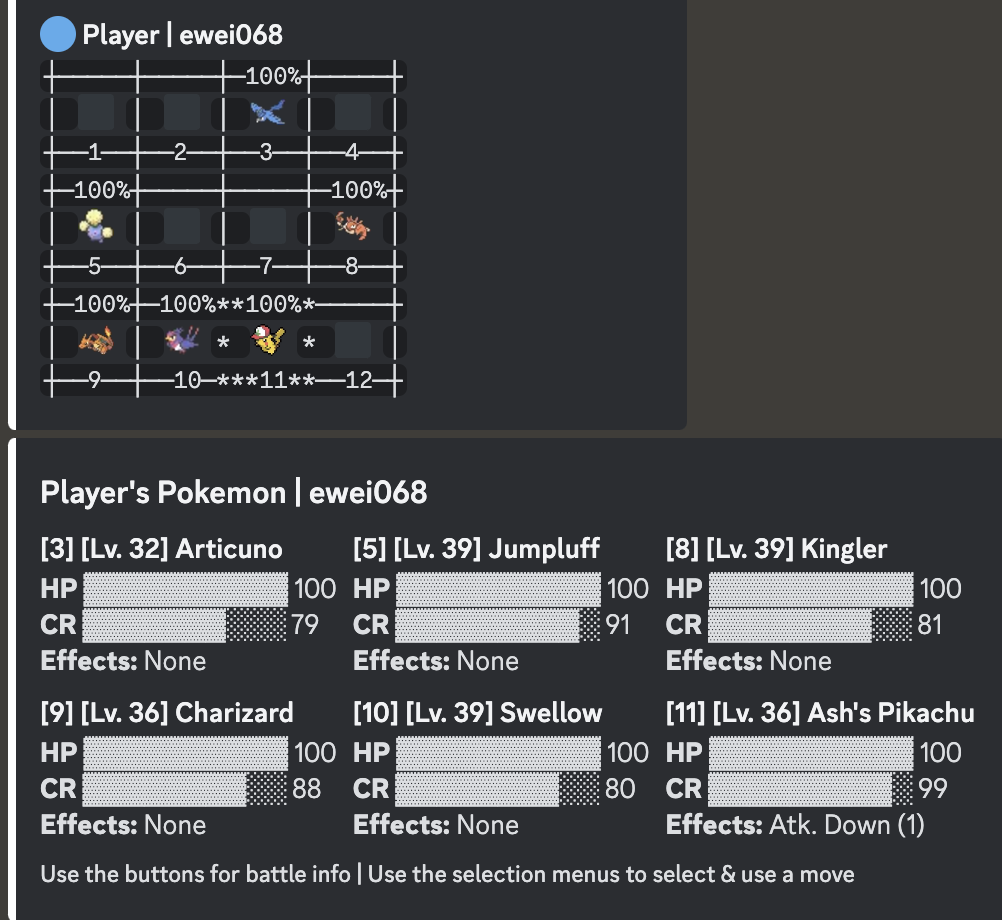 Player | ewei068
├────┼────┼─100%┼────┤
├──1──┼──2──┼──3──┼──4──┤
├─100%┼────┼────┼─100%┤
├──5──┼──6──┼──7──┼──8──┤
├─100%┼─100%**100%*────┤
* *
├──9──┼──10─***11**──12─┤
Player's Pokemon | ewei068
[3] [Lv. 32] Articuno [5] [Lv. 39] Jumpluff [8] [Lv. 39] Kingler
HP 100 HP 100 HP 100
CR 79 CR 91 CR 81
Effects: None Effects: None Effects: None
[9] [Lv. 36] Charizard [10] [Lv. 39] Swellow [11] [Lv. 36] Ash's Pikachu
HP 100 HP 100 HP 100
CR 88 CR 80 CR 99
Effects: None Effects: None Effects: Atk. Down (1)
Use the buttons for battle info | Use the selection menus to select & use a move